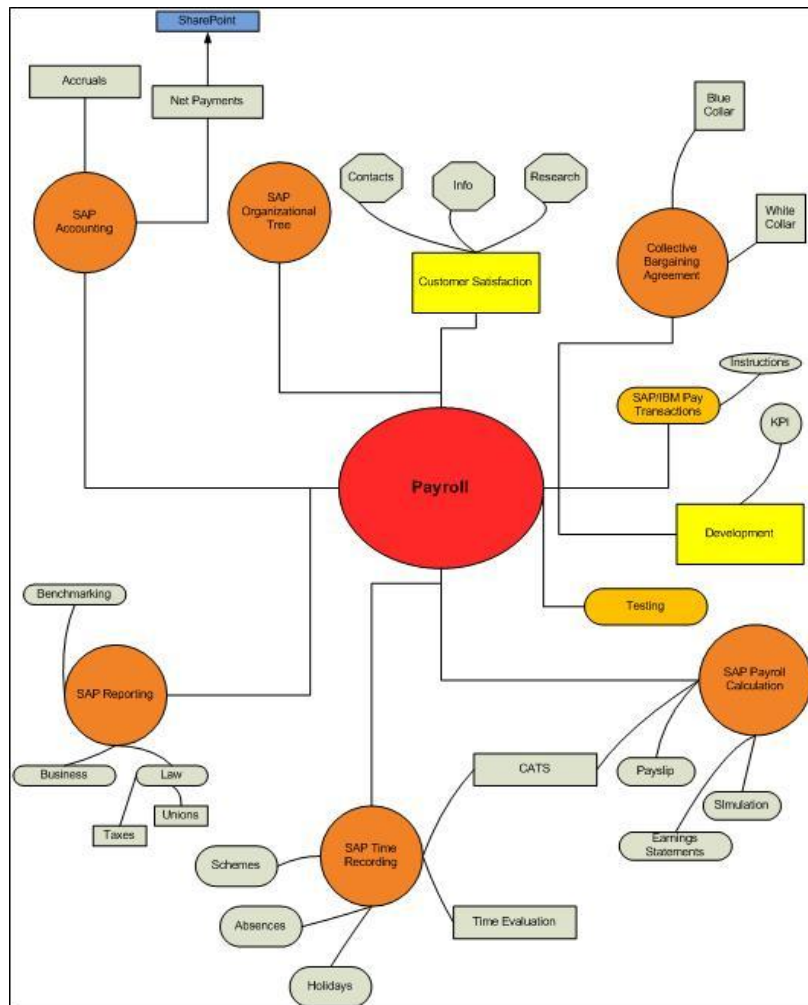 SharePoint
Accruals
Net Payments
Blue
Collar
Contacts
Info
Research
SAP
Accounting
SAP
Organizational
Tree
White
Collar
Collective
Bargaining
Agreement
Customer Satisfaction
Instructions
SAP/IBM Pay
Transactions
KPI
Payroll
Development
Benchmarking
Testing
SAP Reporting
SAP Payroll
Calculation
Business
Law
CATS
Payslip
Unions
Taxes
SImulation
Earnings
Statements
SAP Time
Recording
Schemes
Absences
Time Evaluation
Holidays